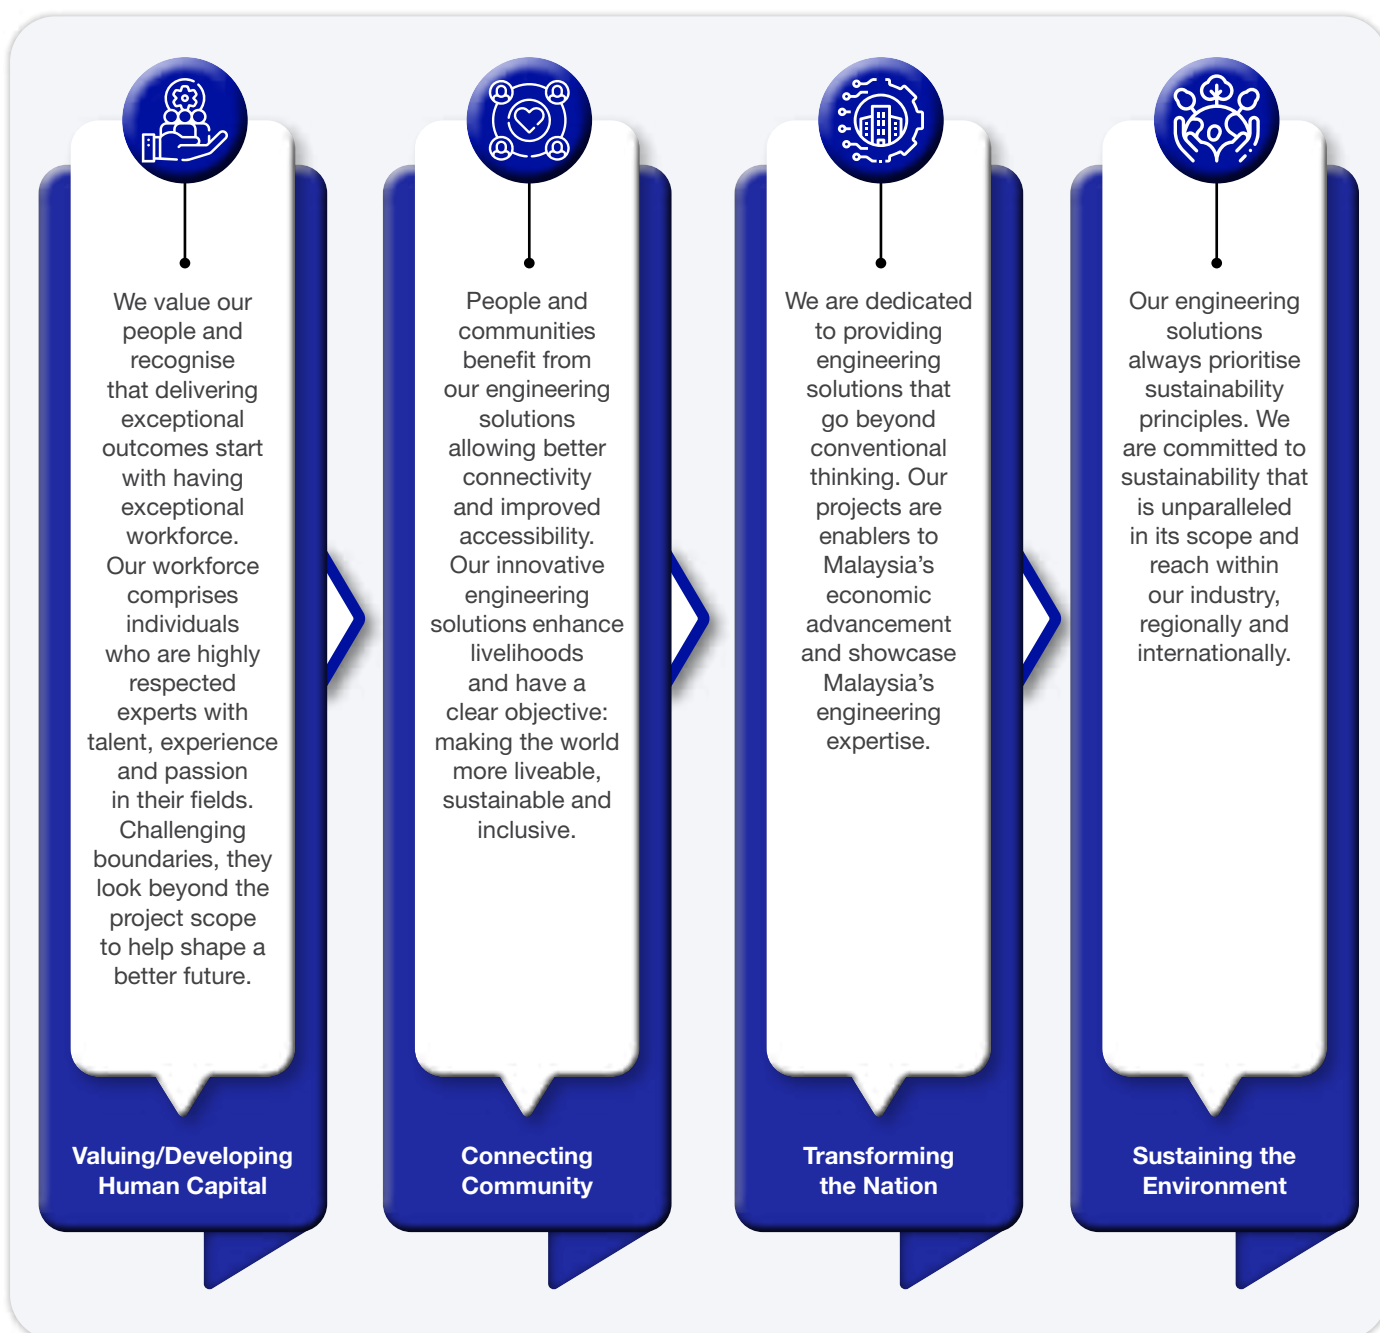 We value our
people and
recognise
that delivering
exceptional
outcomes start
with having
exceptional
workforce.
Our workforce
comprises
individuals
who are highly
respected
experts with
talent, experience
and passion
in their fields.
Challenging
boundaries, they
look beyond the
project scope
to help shape a
better future.
Valuing/Developing
Human Capital
People and
communities
benefit from
our engineering
solutions
allowing better
connectivity
and improved
accessibility.
Our innovative
engineering
solutions enhance
livelihoods
and have a
clear objective:
making the world
more liveable,
sustainable and
inclusive.
Connecting
Community
We are dedicated
to providing
engineering
solutions that
go beyond
conventional
thinking. Our
projects are
enablers to
Malaysia’s
economic
advancement
and showcase
Malaysia’s
engineering
expertise.
Transforming
the Nation
Our engineering
solutions
always prioritise
sustainability
principles. We
are committed to
sustainability that
is unparalleled
in its scope and
reach within
our industry,
regionally and
internationally.
Sustaining the
Environment